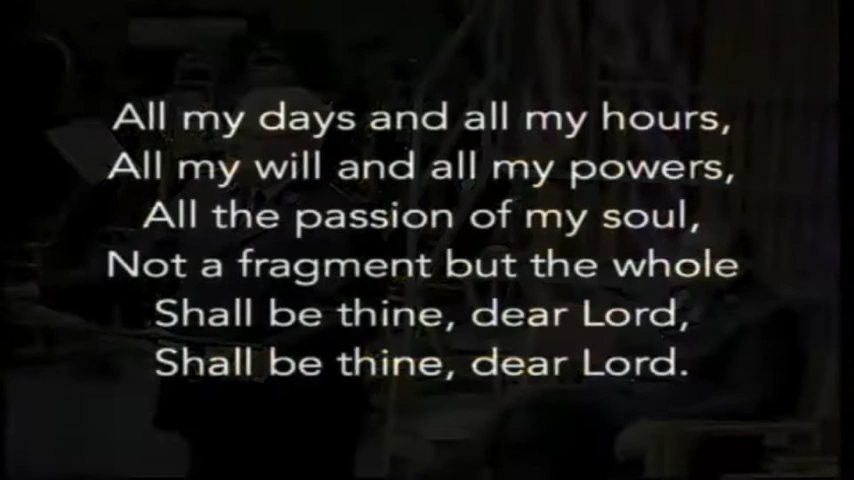 All my days and all my hours,
All my will and all my powers,
All the passion of my soul,
Not a fragment but the whole
Shall be thine, dear Lord,
Shall be thine, dear Lord.